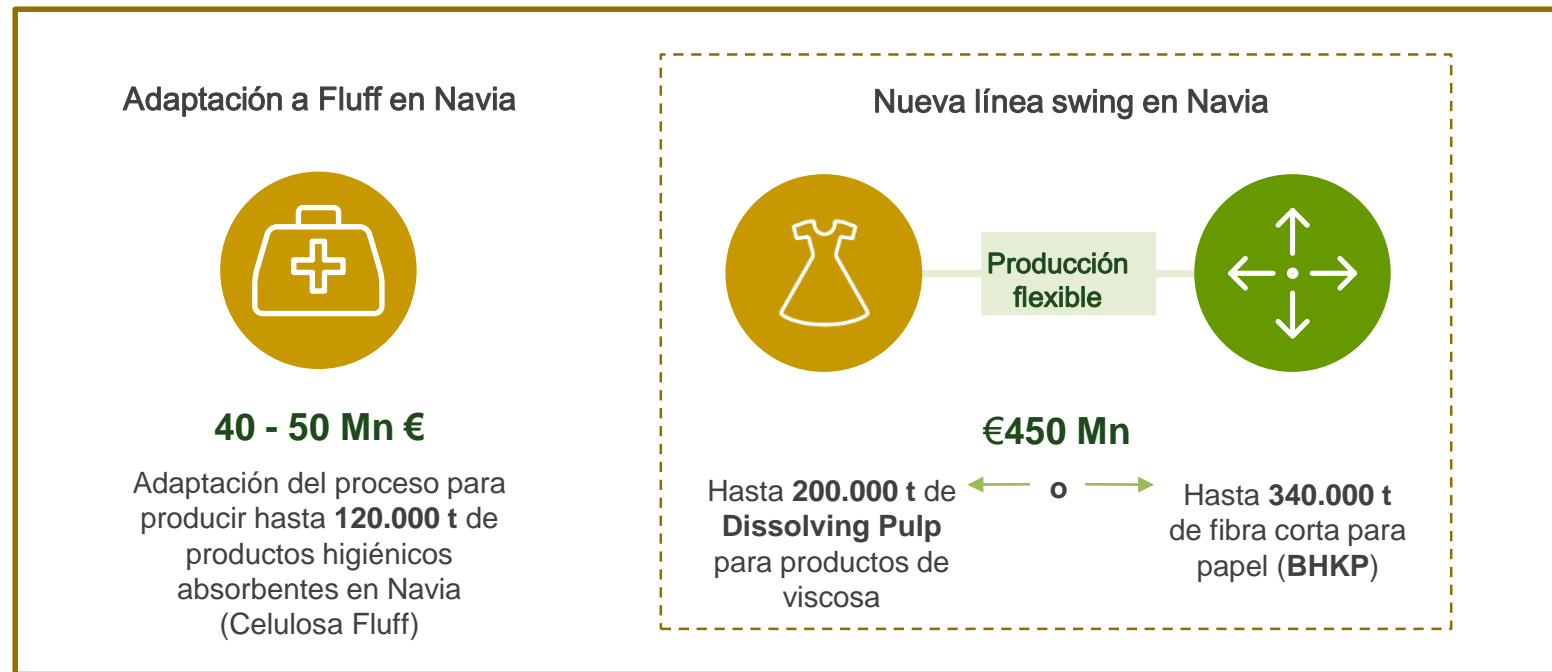 Adaptación a Fluff en Navia
40 - 50 Mn €
Adaptación del proceso para
producir hasta 120.000 t de
productos higiénicos
absorbentes en Navia
(Celulosa Fluff)
Nueva línea swing en Navia
Producción
flexible
€450 Mn
Hasta 200.000 t de
Dissolving Pulp
para productos de
viscosa
o
Hasta 340.000 t
de fibra corta para
papel (BHKP)